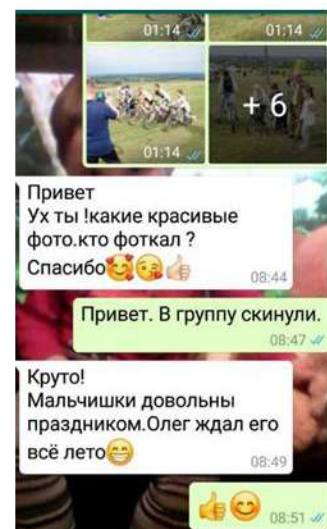 01:14
01:14
01:14
+ 6
Привет
Ух ты !какие красивые
фото.кто фоткал ?
Спасибо🥰😘👍
08:44
Привет. В группу скинули.
08:47
Круто!
Мальчишки довольны
праздником.Олег ждал его
всё лето😁
08:49
👍😊
08:51